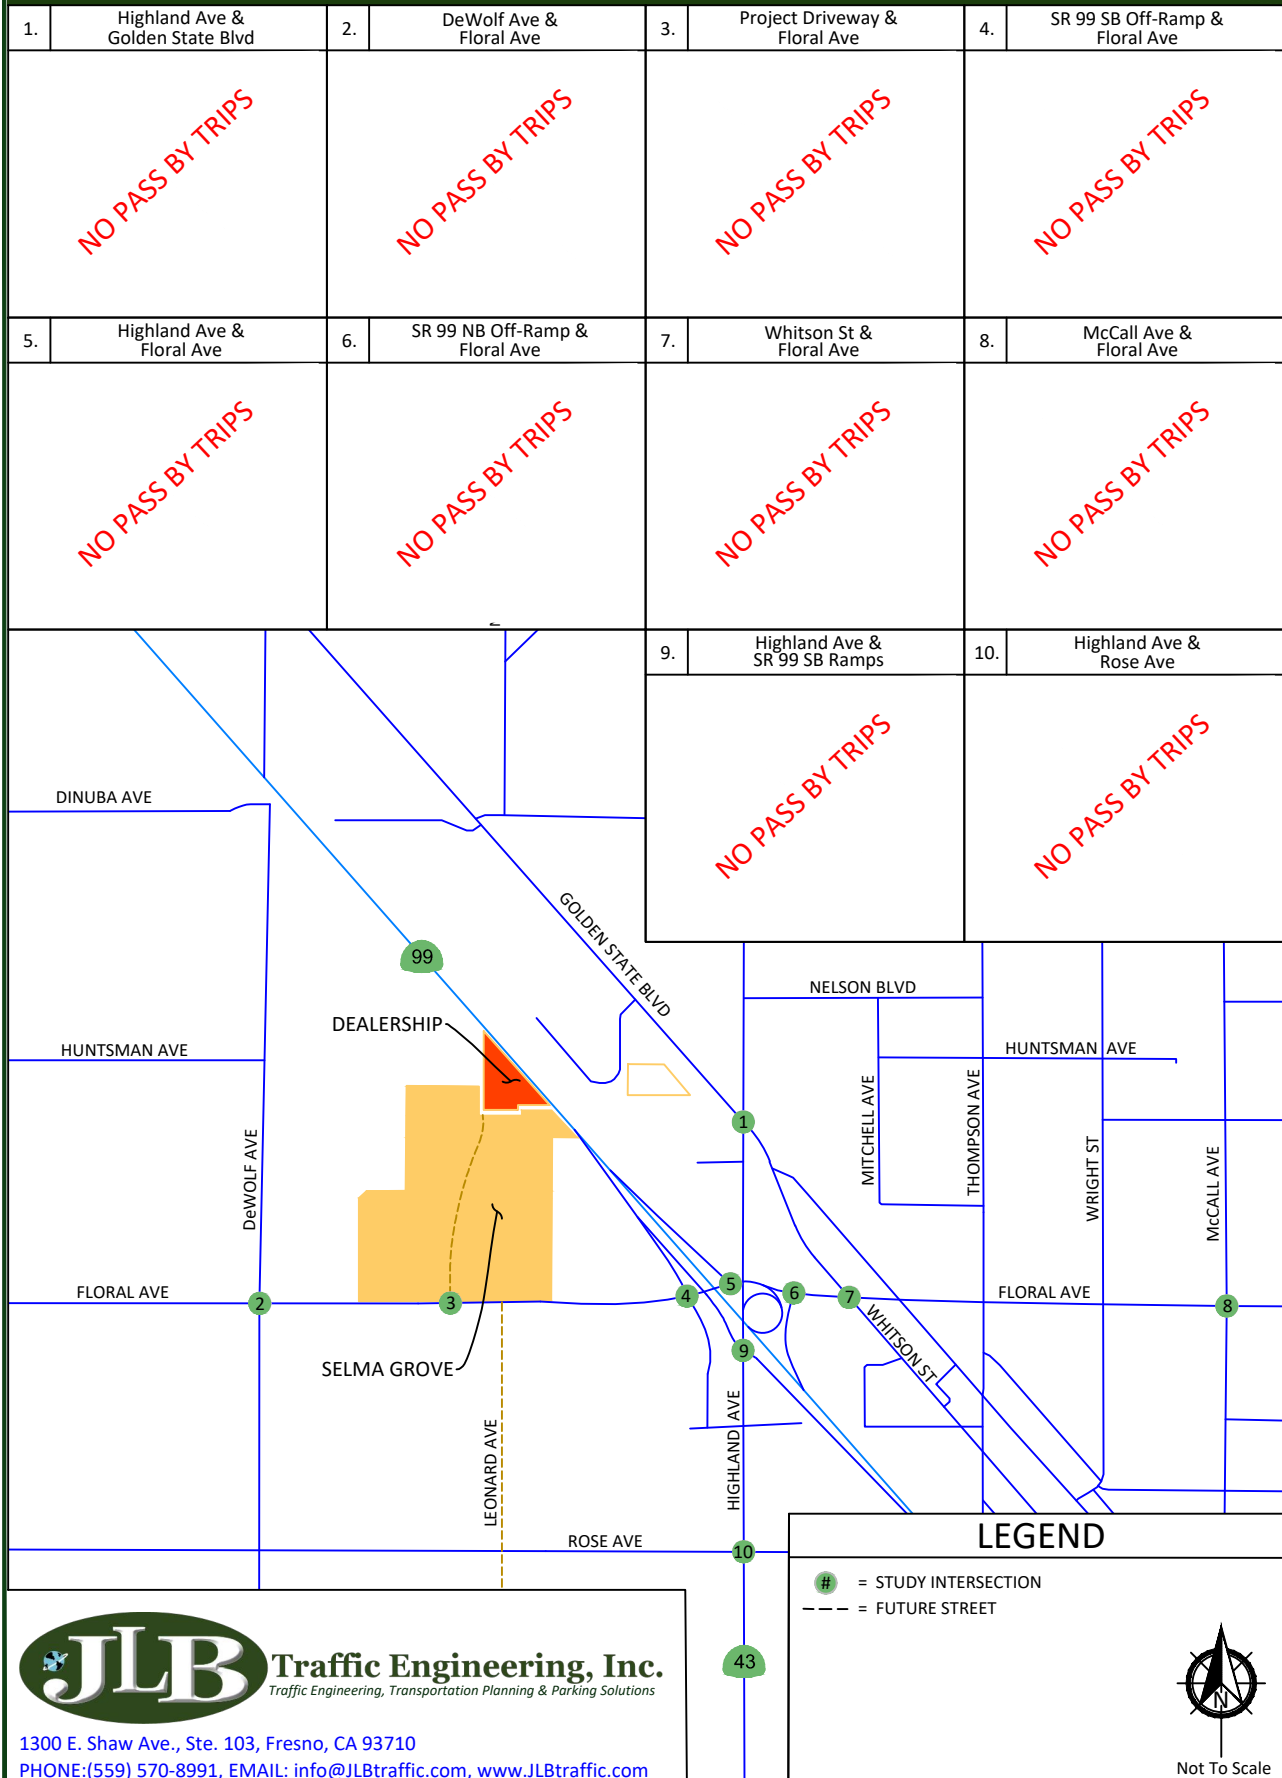 1.
Highland Ave &
Golden State Blvd
2.
DeWolf Ave &
Floral Ave
3.
Project Driveway &
Floral Ave
4.
SR 99 SB Off-Ramp &
Floral Ave
NO PASS BY TRIPS
NO PASS BY TRIPS
NO PASS BY TRIPS
NO PASS BY TRIPS
5.
Highland Ave &
Floral Ave
6.
SR 99 NB Off-Ramp &
Floral Ave
7.
Whitson St &
Floral Ave
8.
McCall Ave &
Floral Ave
NO PASS BY TRIPS
NO PASS BY TRIPS
NO PASS BY TRIPS
NO PASS BY TRIPS
9.
Highland Ave &
SR 99 SB Ramps
10.
Highland Ave &
Rose Ave
NO PASS BY TRIPS
NO PASS BY TRIPS
DINUBA AVE
GOLDEN STATE BLVD
99
NELSON BLVD
DEALERSHIP
HUNTSMAN AVE
HUNTSMAN AVE
MITCHELL AVE
THOMPSON AVE
WRIGHT ST
McCALL AVE
DeWOLF AVE
1
FLORAL AVE
2
3
4
5
6
7
FLORAL AVE
8
WHITSON ST
9
SELMA GROVE
LEONARD AVE
HIGHLAND AVE
ROSE AVE
10
43
LEGEND
# = STUDY INTERSECTION
= FUTURE STREET
N
Not To Scale
JLB Traffic Engineering, Inc.
Traffic Engineering, Transportation Planning & Parking Solutions
1300 E. Shaw Ave., Ste. 103, Fresno, CA 93710
PHONE:(559) 570-8991, EMAIL: info@JLBtraffic.com, www.JLBtraffic.com